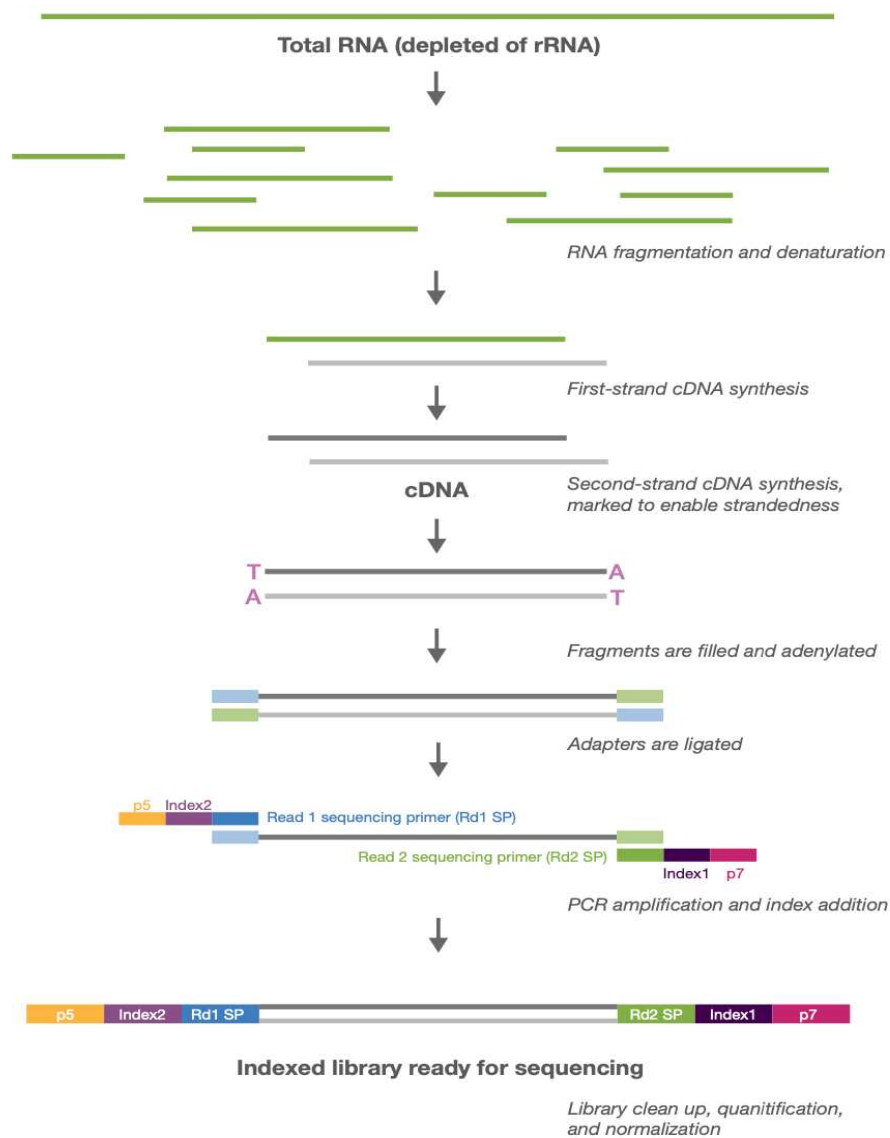 Total RNA (depleted of rRNA)
RNA fragmentation and denaturation
First-strand cDNA synthesis
cDNA
Second-strand cDNA synthesis,
marked to enable strandedness
T A
A T
Fragments are filled and adenylated
Adapters are ligated
p5 Index2
Read 1 sequencing primer (Rd1 SP)
Read 2 sequencing primer (Rd2 SP)
Index1 p7
PCR amplification and index addition
p5 Index2 Rd1 SP Rd2 SP Index1 p7
Indexed library ready for sequencing
Library clean up, quanitification,
and normalization